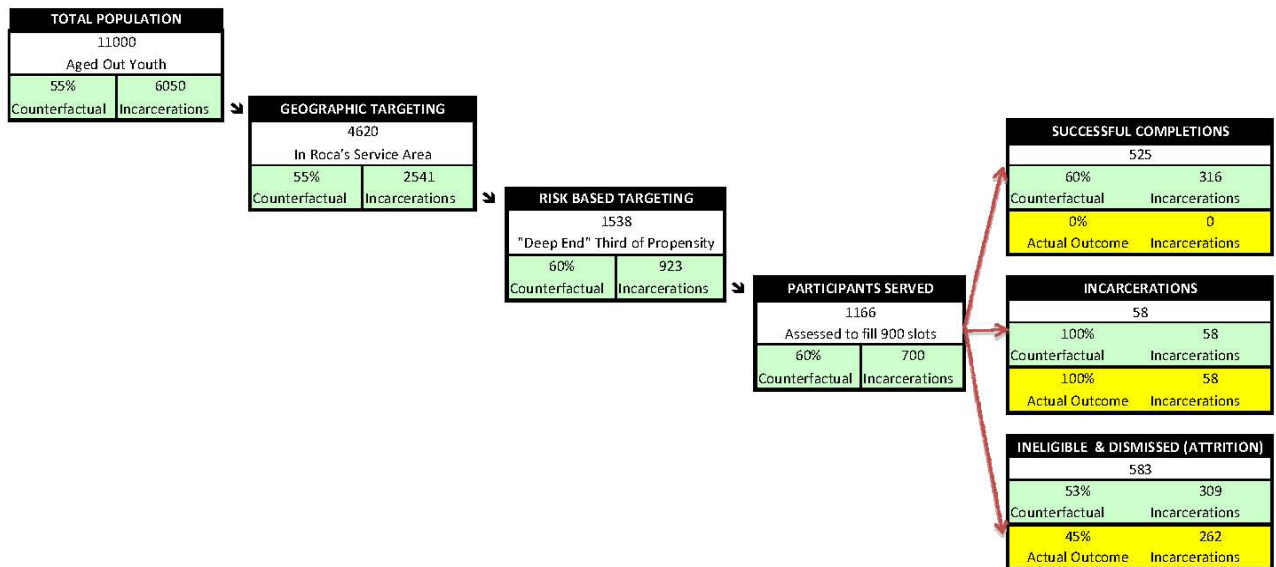 TOTAL POPULATION
11000
Aged Out Youth
55% 6050
Counterfactual Incarcerations
GEOGRAPHIC TARGETING
4620
In Roca's Service Area
55% 2541
Counterfactual Incarcerations
RISK BASED TARGETING
1538
"Deep End" Third of Propensity
60% 923
Counterfactual Incarcerations
PARTICIPANTS SERVED
1166
Assessed to fill 900 slots
60% 700
Counterfactual Incarcerations
SUCCESSFUL COMPLETIONS
525
60% 316
Counterfactual Incarcerations
0% 0
Actual Outcome Incarcerations
INCARCERATIONS
58
100% 58
Counterfactual Incarcerations
100% 58
Actual Outcome Incarcerations
INELIGIBLE & DISMISSED (ATTRITION)
583
53% 309
Counterfactual Incarcerations
45% 262
Actual Outcome Incarcerations